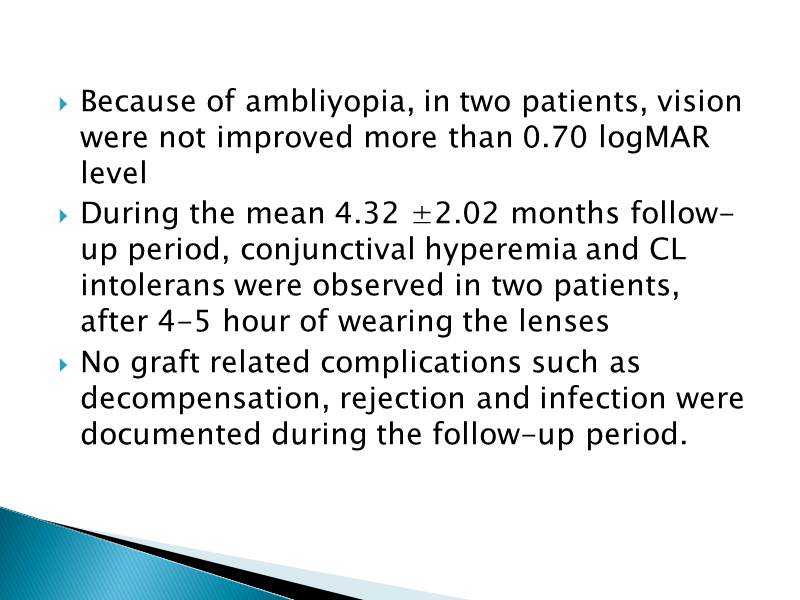 Because of ambliyopia, in two patients, vision
were not improved more than 0.70 logMAR
level
During the mean 4.32 ±2.02 months follow-
up period, conjunctival hyperemia and CL
intolerans were observed in two patients,
after 4-5 hour of wearing the lenses
No graft related complications such as
decompensation, rejection and infection were
documented during the follow-up period.